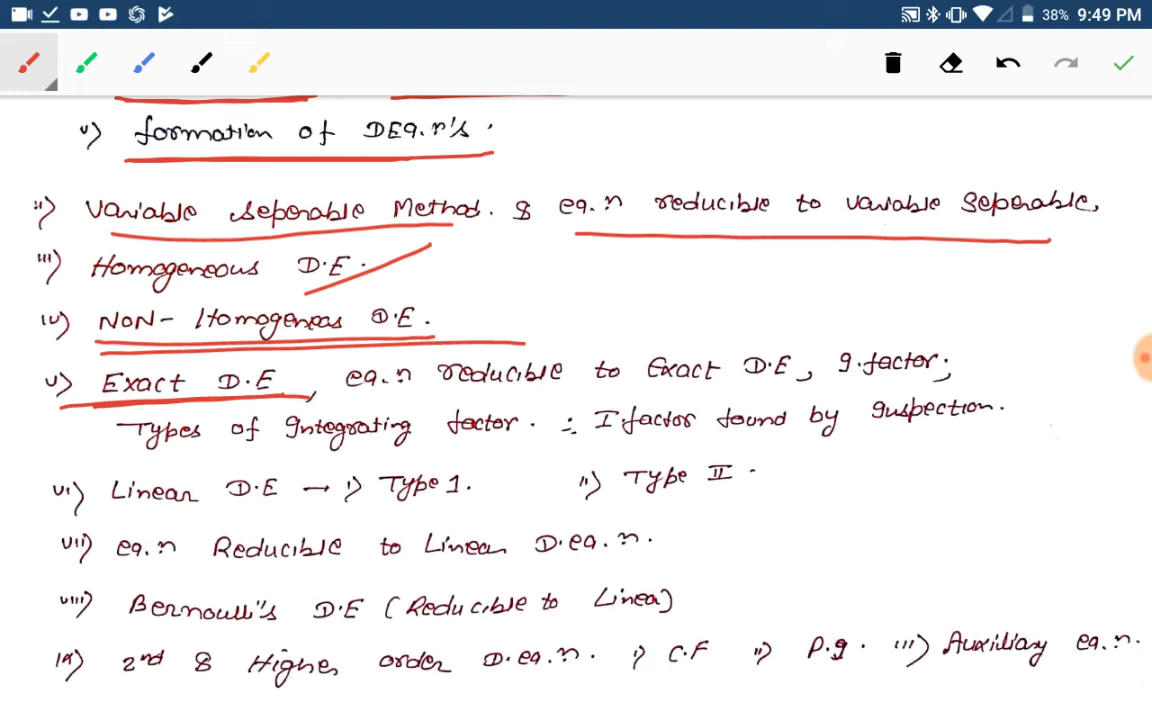 38% 9:49 PM
v) formation of DEq.n's.
ii) Variable Seperable Method. & eq.n reducible to variable Seperable,
iii) Homogeneous D.E.
iv) NON-Homogeneas D.E.
v) Exact D.E, eq.n reducible to Exact D.E, I.factor;
Types of Integrating factor. ∴ I.factor found by Inspection.
vi) Linear D.E → i) Type 1. ii) Type II.
vii) eq.n Reducible to Linear D.eq.n.
viii) Bernoulli's D.E (Reducible to Linear)
ix) 2nd & Higher order D.eq.n. i) C.F ii) P.I. iii) Auxiliary eq.n.